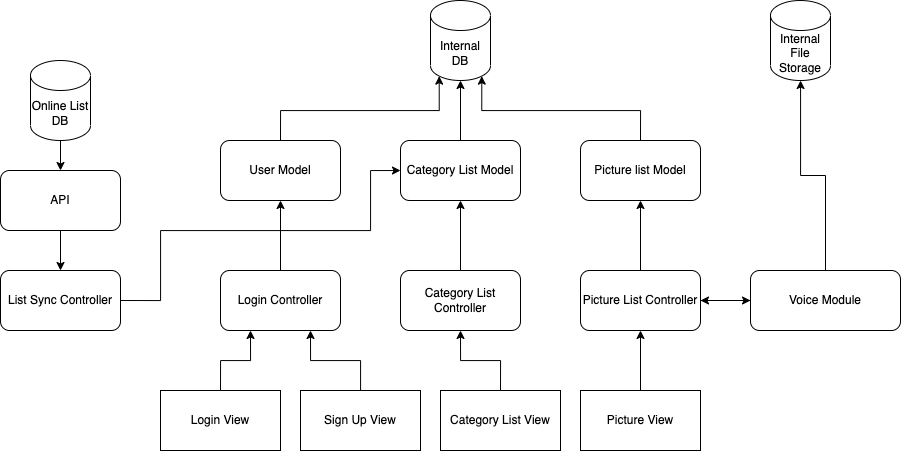 Internal
DB
Internal
File
Storage
Online List
DB
User Model
Category List Model
Picture list Model
API
List Sync Controller
Login Controller
Category List
Controller
Picture List Controller
Voice Module
Login View
Sign Up View
Category List View
Picture View